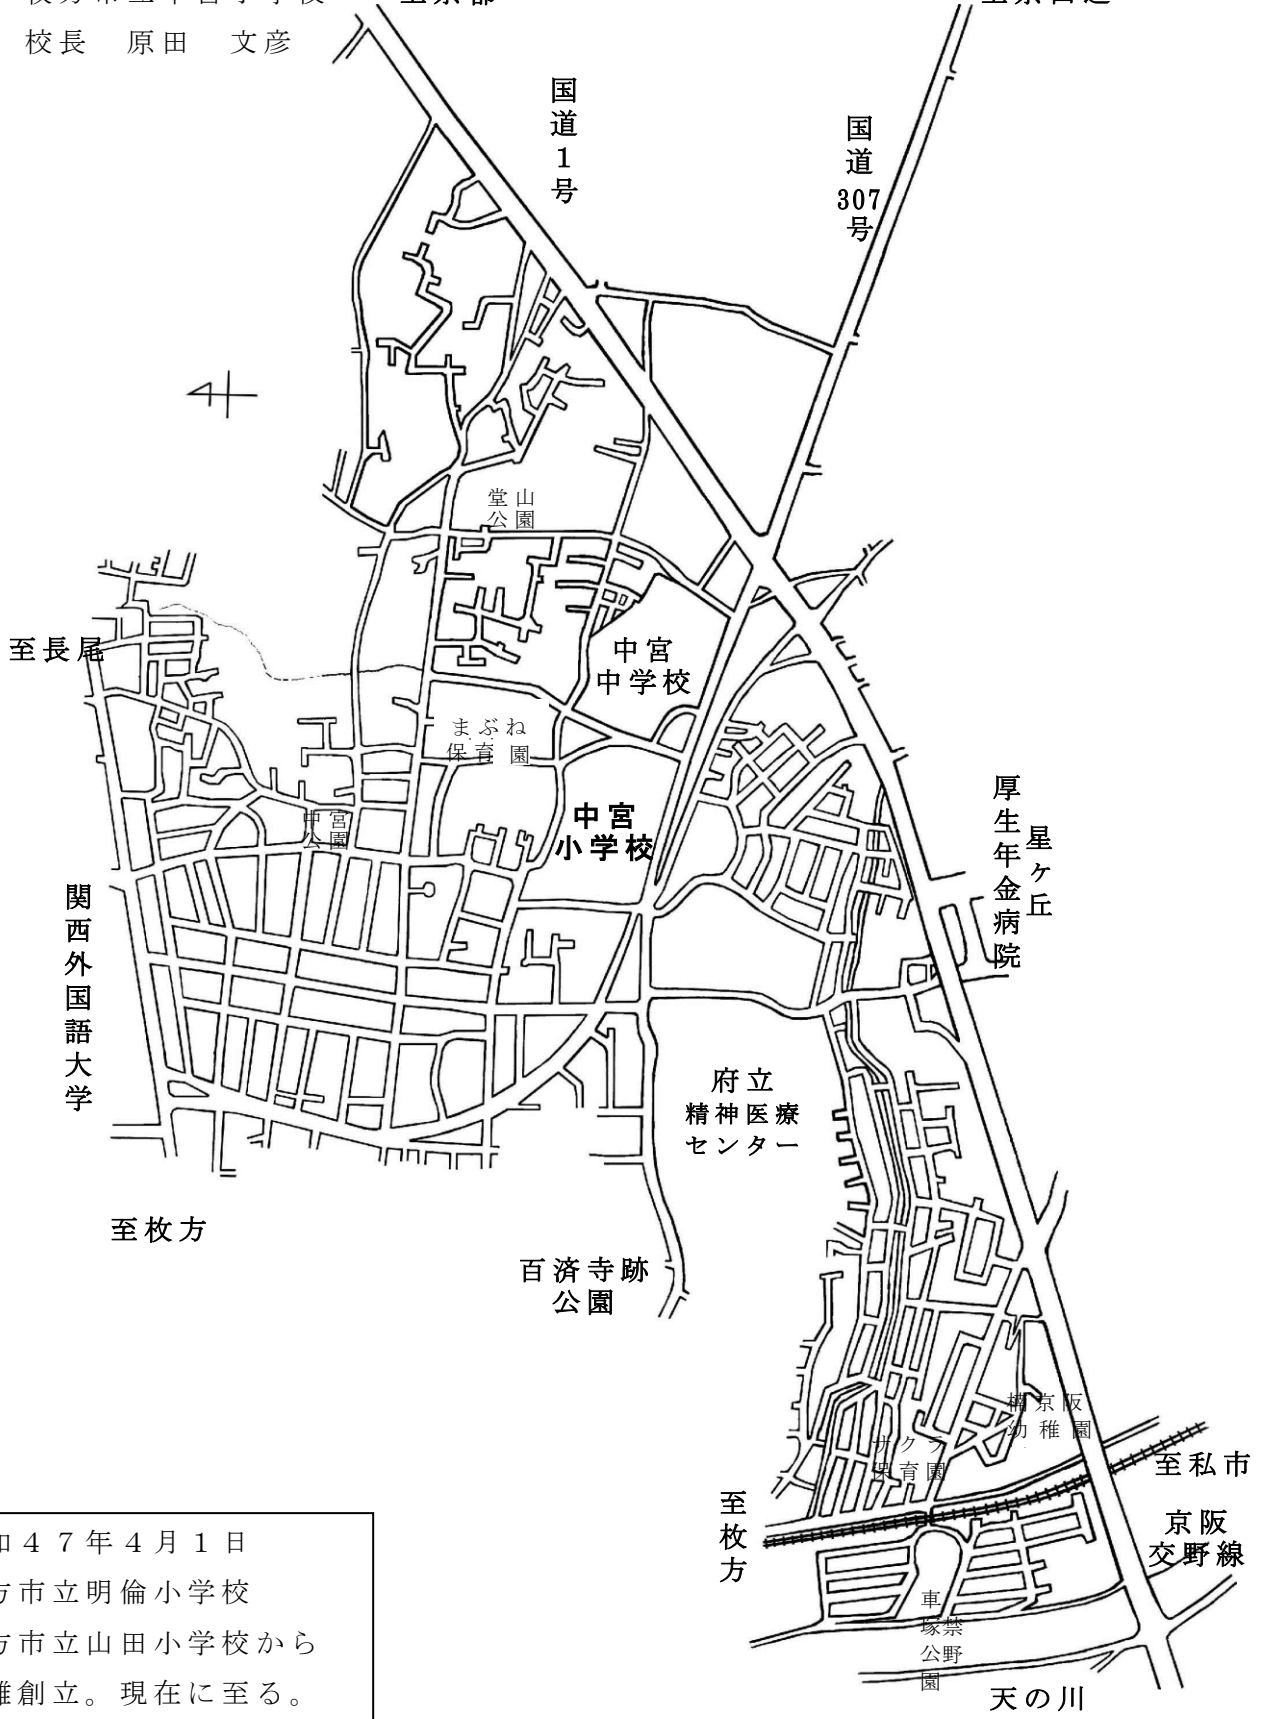 校長　原田　文彦
国道1号
国道307号
堂山
公園
至長尾
中宮
中学校
まぶね
保育園
中宮
公園
中宮
小学校
厚生年金病院
星ヶ丘
関西外国語大学
府立
精神医療
センター
至枚方
百済寺跡
公園
楠京阪
幼稚園
サクラ
保育園
至私市
至枚方
京阪
交野線
車塚公園
禁野
天の川
４７年４月１日
市立明倫小学校
市立山田小学校から
創立。現在に至る。